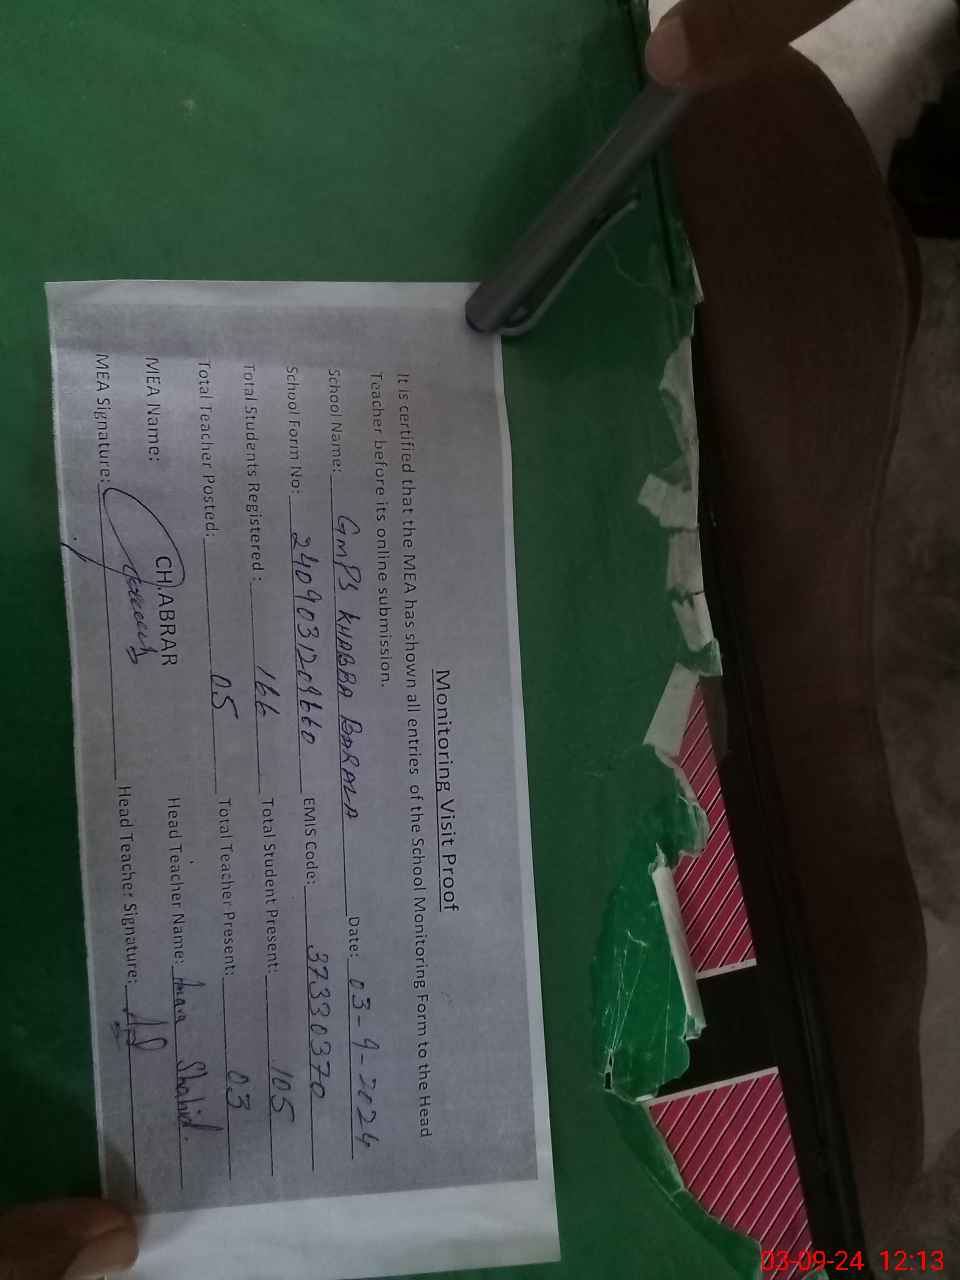 Monitoring Visit Proof
It is certified that the MEA has shown all entries of the School Monitoring Form to the Head
Teacher before its online submission.
School Name: GMPS KHABBA BARALA Date: 03-9-2024
School Form No: 2409031209660 EMIS Code: 37330370
Total Students Registered: 166 Total Student Present: 105
Total Teacher Posted: 05 Total Teacher Present: 03
MEA Name: CH.ABRAR Head Teacher Name: Amara Shahid.
MEA Signature: Head Teacher Signature:
03-09-24 12:13